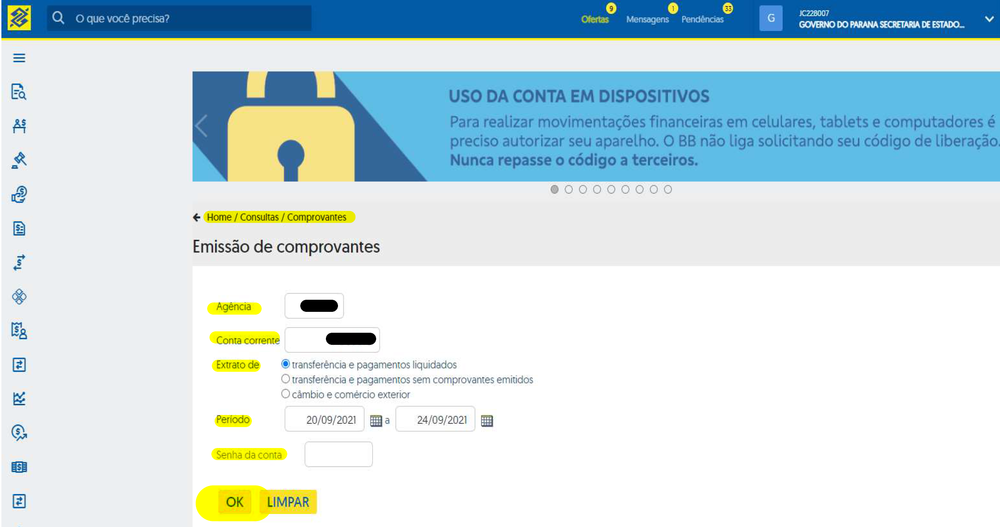 O que você precisa?
9
Ofertas
1
Mensagens
33
Pendências
G
JC228007
GOVERNO DO PARANA SECRETARIA DE ESTADO...
USO DA CONTA EM DISPOSITIVOS
Para realizar movimentações financeiras em celulares, tablets e computadores é
preciso autorizar seu aparelho. O BB não liga solicitando seu código de liberação.
Nunca repasse o código a terceiros.
Home / Consultas / Comprovantes
Emissão de comprovantes
Agência
Conta corrente
Extrato de
transferência e pagamentos liquidados
transferência e pagamentos sem comprovantes emitidos
câmbio e comércio exterior
Período 20/09/2021 a 24/09/2021
Senha da conta
OK LIMPAR